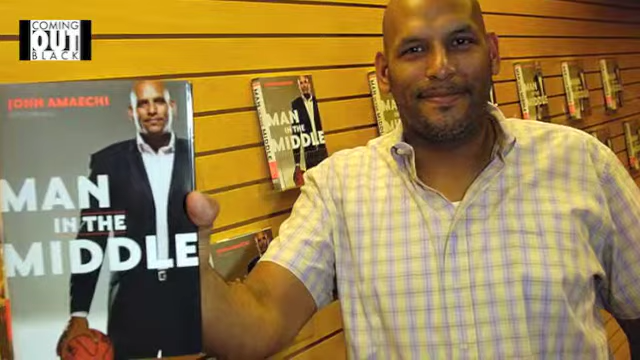 COMING
OUT
BLACK
JOHN AMAECHI
MAN
IN THE
MIDDLE
MAN
IN THE
MIDDLE